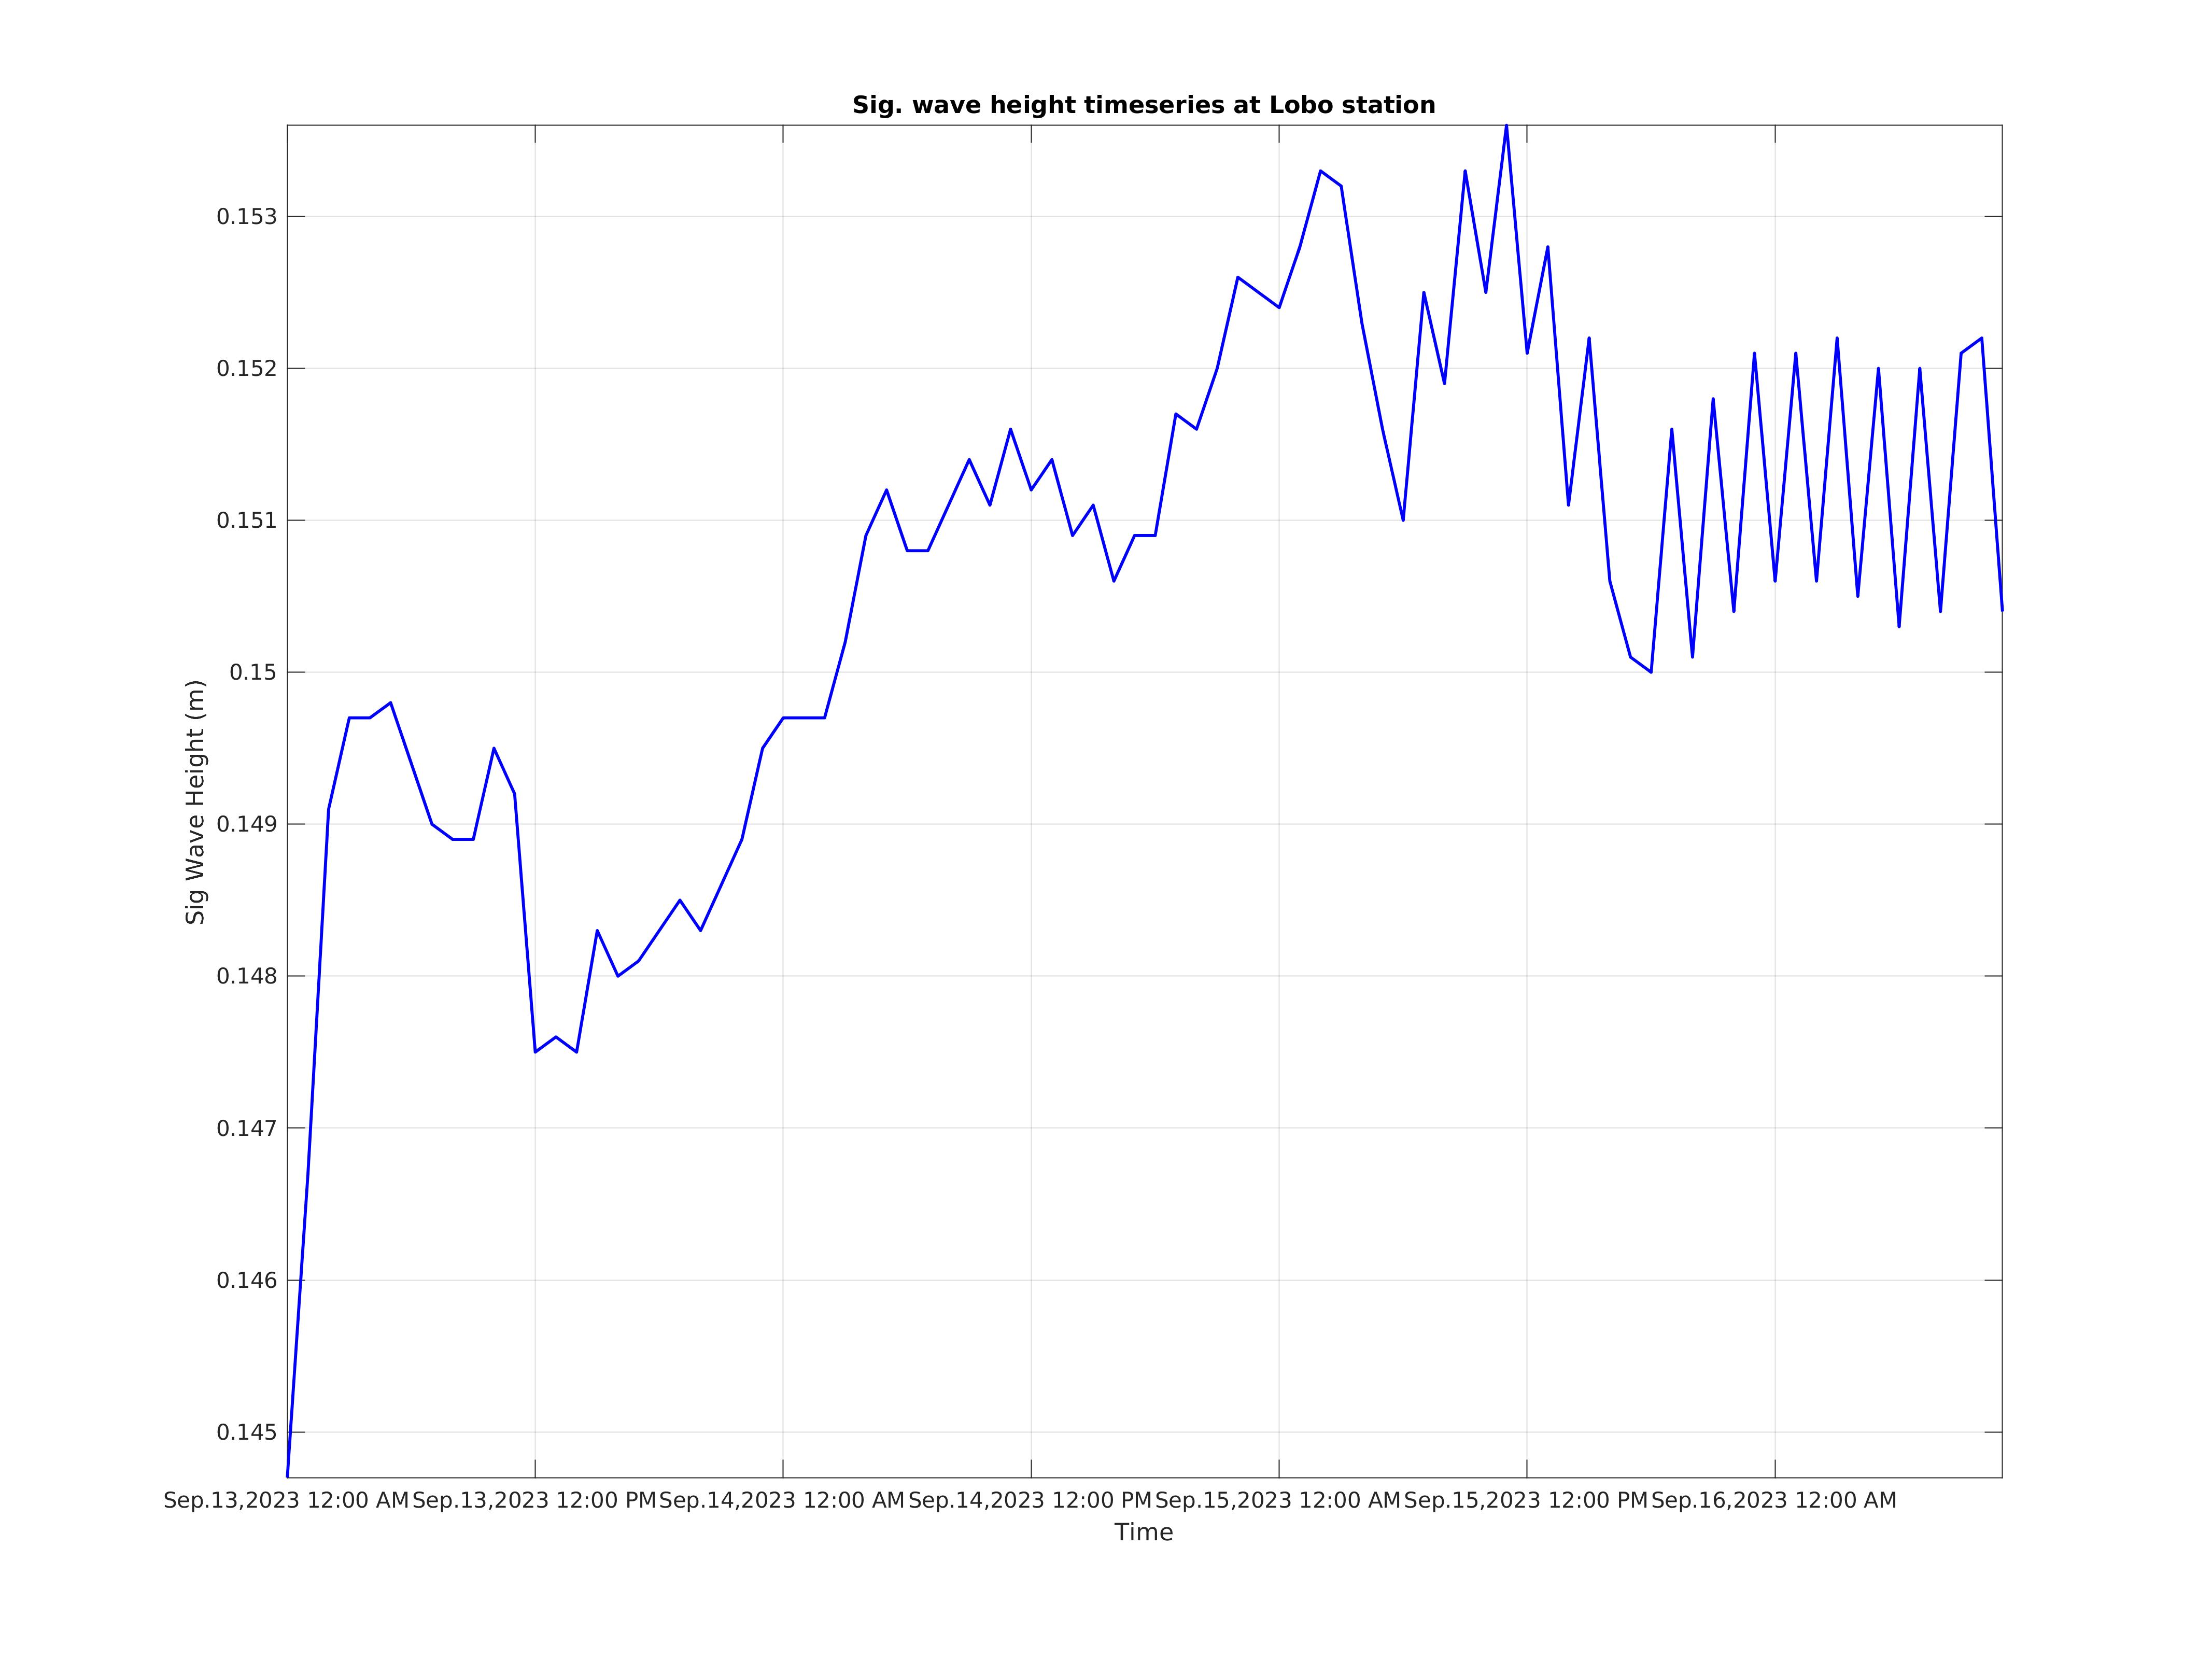 Sig. wave height timeseries at Lobo station
0.153
0.152
0.151
0.15
0.149
0.148
0.147
0.146
0.145
Sig Wave Height (m)
Sep.13,2023 12:00 AM Sep.13,2023 12:00 PM Sep.14,2023 12:00 AM Sep.14,2023 12:00 PM Sep.15,2023 12:00 AM Sep.15,2023 12:00 PM Sep.16,2023 12:00 AM
Time